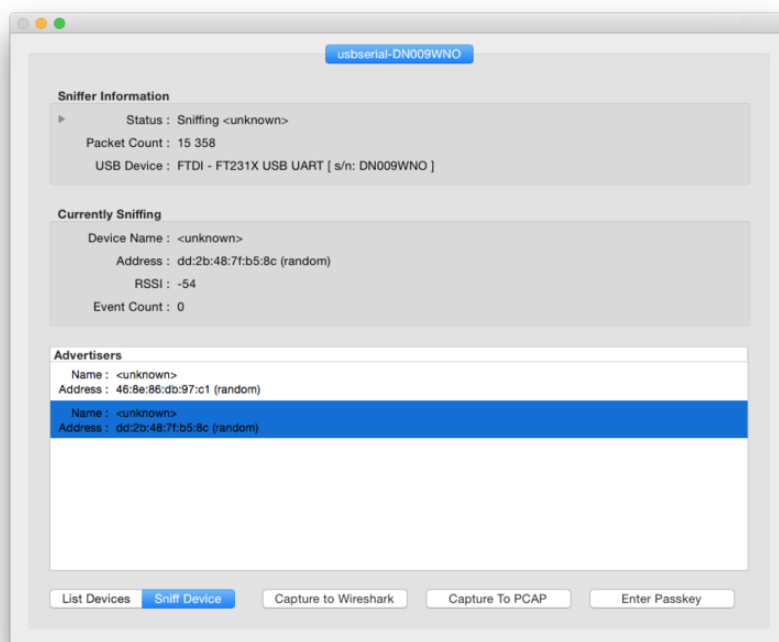 usbserial-DN009WNO
Sniffer Information
Status : Sniffing <unknown>
Packet Count : 15 358
USB Device : FTDI - FT231X USB UART [ s/n: DN009WNO ]
Currently Sniffing
Device Name : <unknown>
Address : dd:2b:48:7f:b5:8c (random)
RSSI : -54
Event Count : 0
Advertisers
Name : <unknown>
Address : 46:8e:86:db:97:c1 (random)
Name : <unknown>
Address : dd:2b:48:7f:b5:8c (random)
List Devices Sniff Device Capture to Wireshark Capture To PCAP Enter Passkey